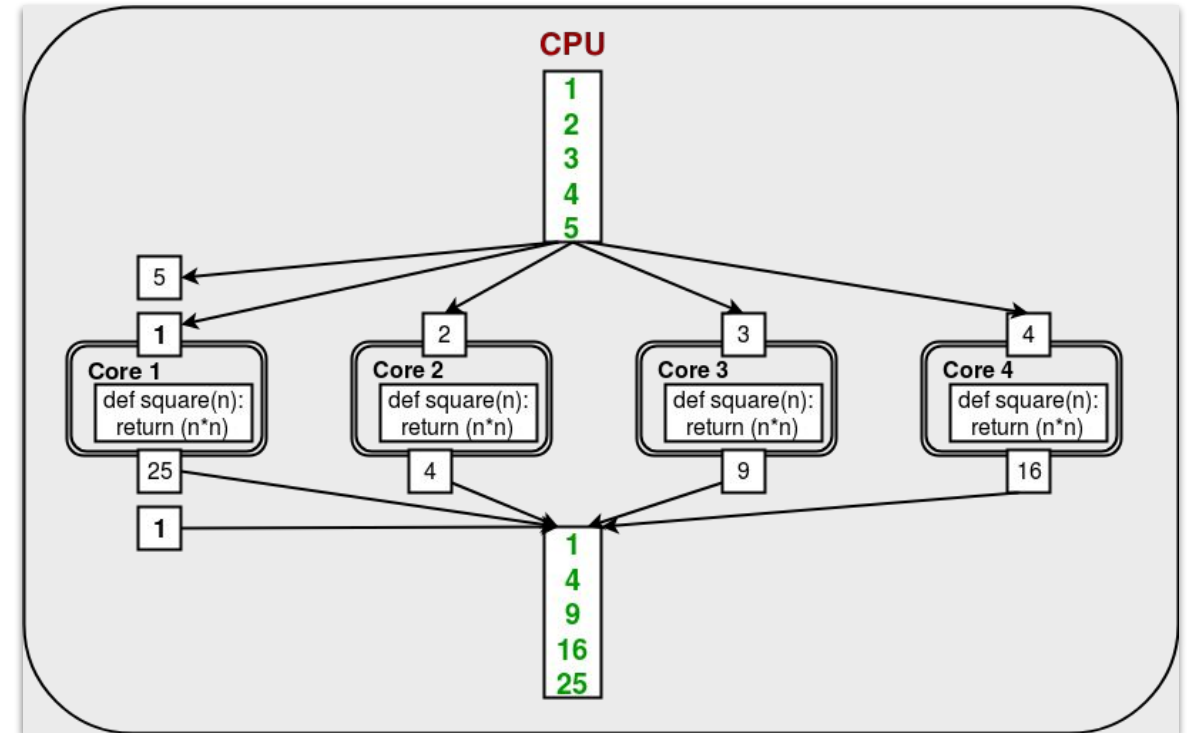 CPU
1
2
3
4
5
5
1
2
3
4
Core 1
def square(n):
return (n*n)
Core 2
def square(n):
return (n*n)
Core 3
def square(n):
return (n*n)
Core 4
def square(n):
return (n*n)
25
4
9
16
1
1
4
9
16
25